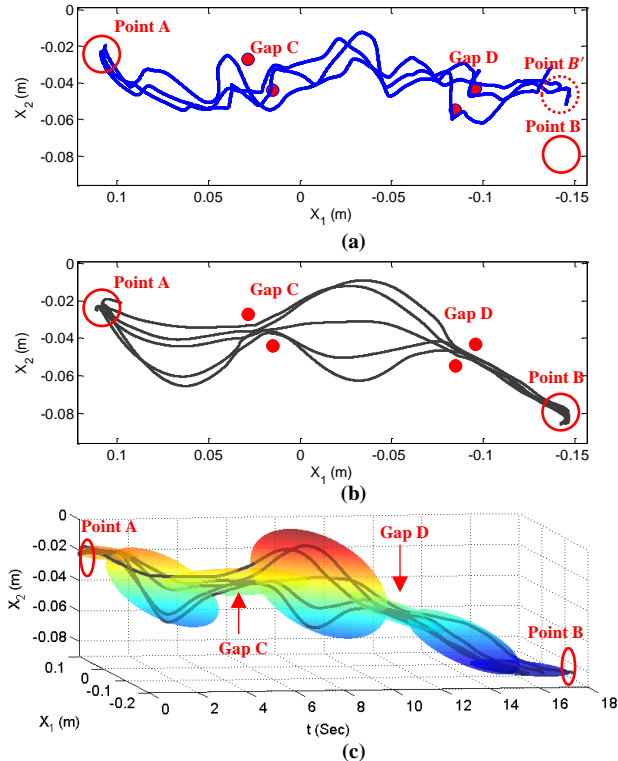 0
Point A
Gap C
-0.02
Gap D
Point B′
-0.04
X2 (m)
-0.06
Point B
-0.08
0.1
0.05
0
-0.05
-0.1
-0.15
X1 (m)
(a)
0
Point A
Gap C
-0.02
Gap D
-0.04
X2 (m)
-0.06
Point B
-0.08
0.1
0.05
0
-0.05
-0.1
-0.15
X1 (m)
(b)
0
Point A
Gap D
-0.02
-0.04
X2 (m)
-0.06
Gap C
Point B
-0.08
0.1
0
-0.1
-0.2
X1 (m)
0
2
4
6
8
10
12
14
16
18
t (Sec)
(c)